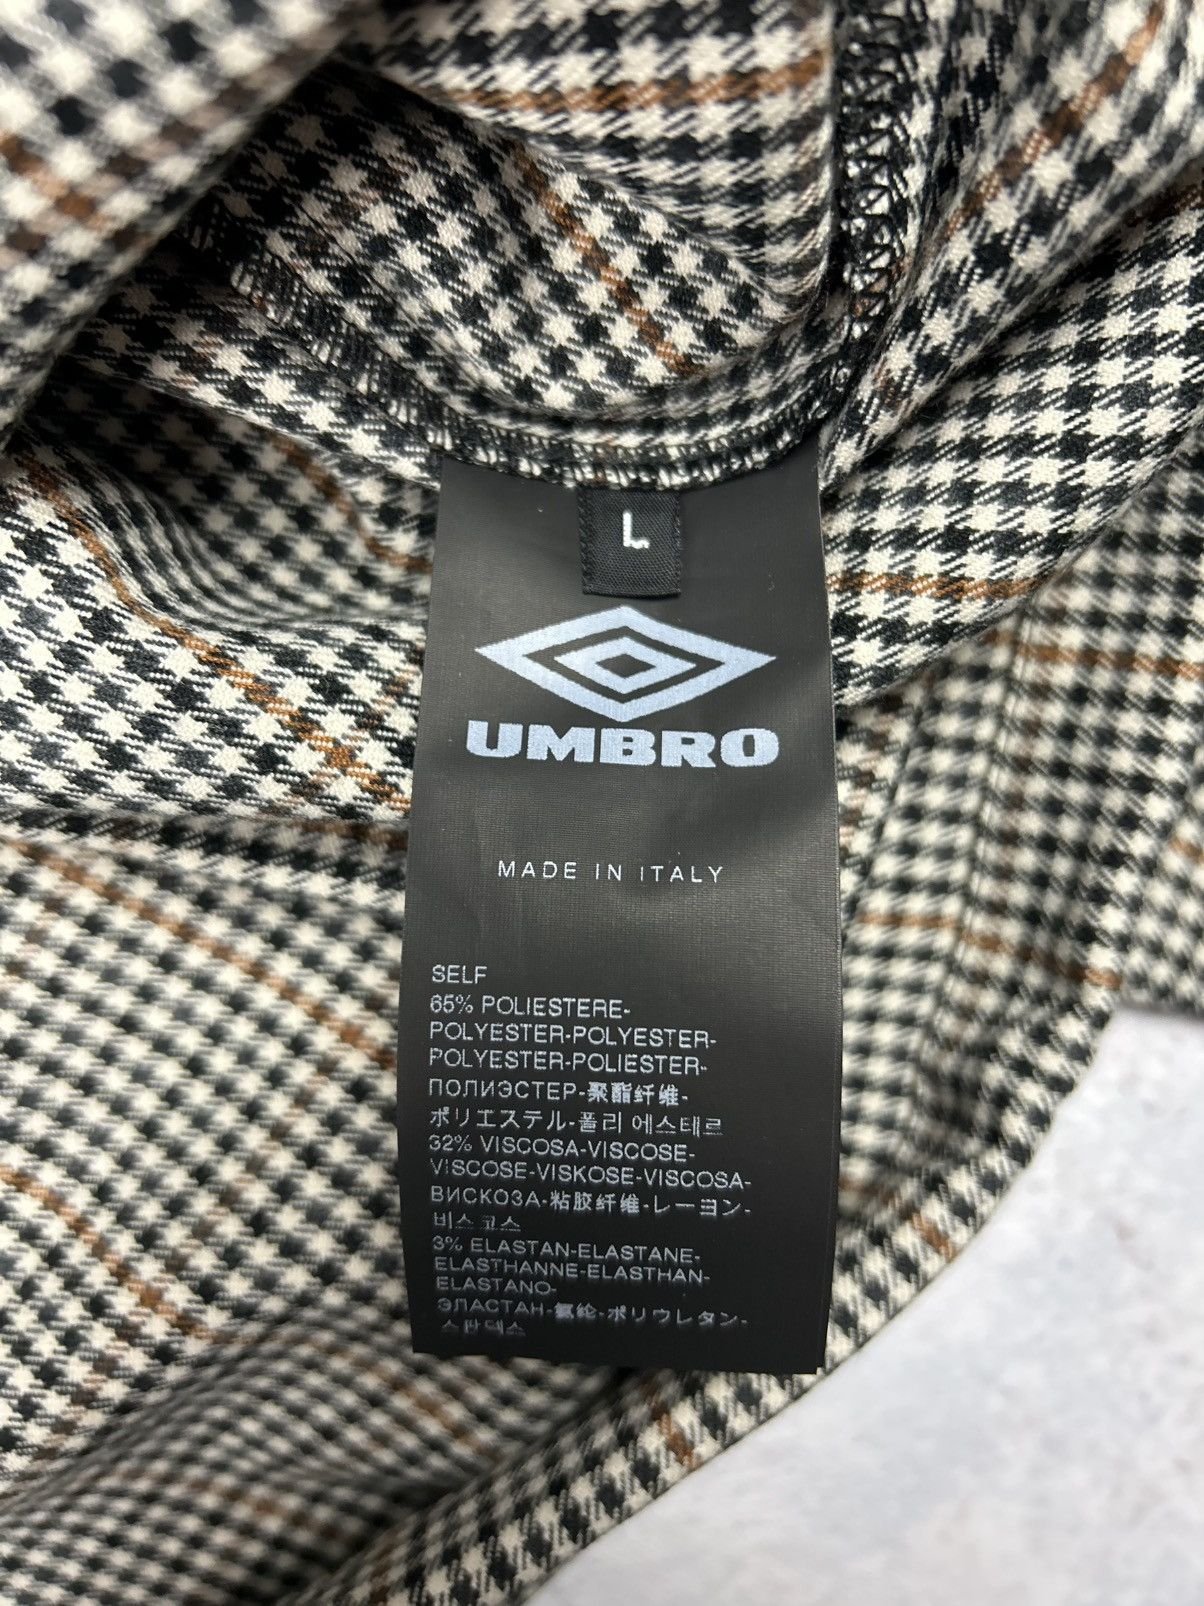 L
UMBRO
MADE IN ITALY
SELF
65% POLIESTERE-
POLYESTER-POLYESTER-
POLYESTER-POLIESTER-
ПОЛИЭСТЕР-聚酯纤维-
ポリエステル-폴리 에스테르
32% VISCOSA-VISCOSE-
VISCOSE-VISKOSE-VISCOSA-
ВИСКОЗА-粘胶纤维-レーヨン-
비스코스
3% ELASTAN-ELASTANE-
ELASTHANNE-ELASTHAN-
ELASTANO-
ЭЛАСТАН-氨纶-ポリウレタン-
스판덱스